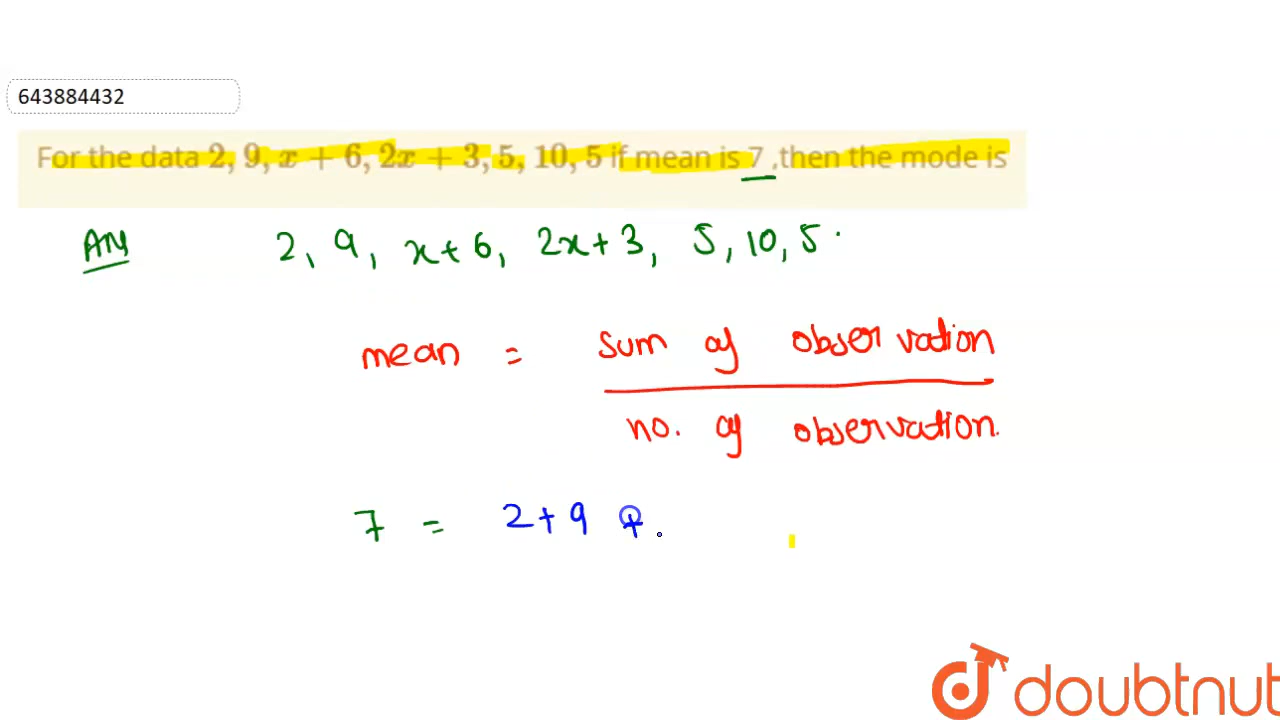 643884432
For the data 2, 9, x + 6, 2x + 3, 5, 10, 5 if mean is 7 ,then the mode is
Ans 2, 9, x + 6, 2x + 3, 5, 10, 5.
mean = sum of observation
no. of observation.
7 = 2 + 9 +
doubtnut